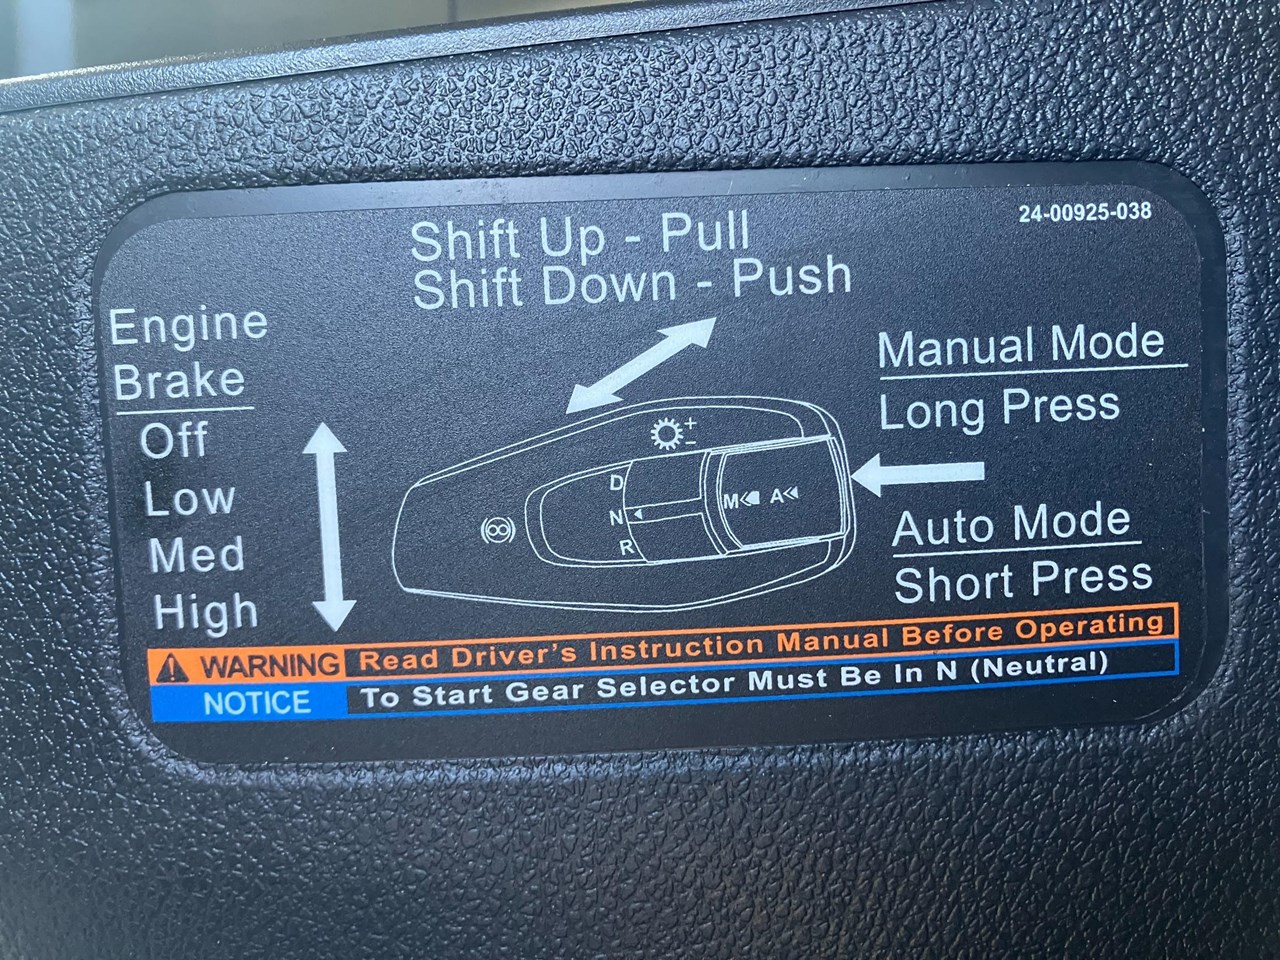 24-00925-038
Shift Up - Pull
Shift Down - Push
Engine
Brake
Off
Low
Med
High
+
-
D
N
R
M A
Manual Mode
Long Press
Auto Mode
Short Press
WARNING Read Driver's Instruction Manual Before Operating
NOTICE To Start Gear Selector Must Be In N (Neutral)